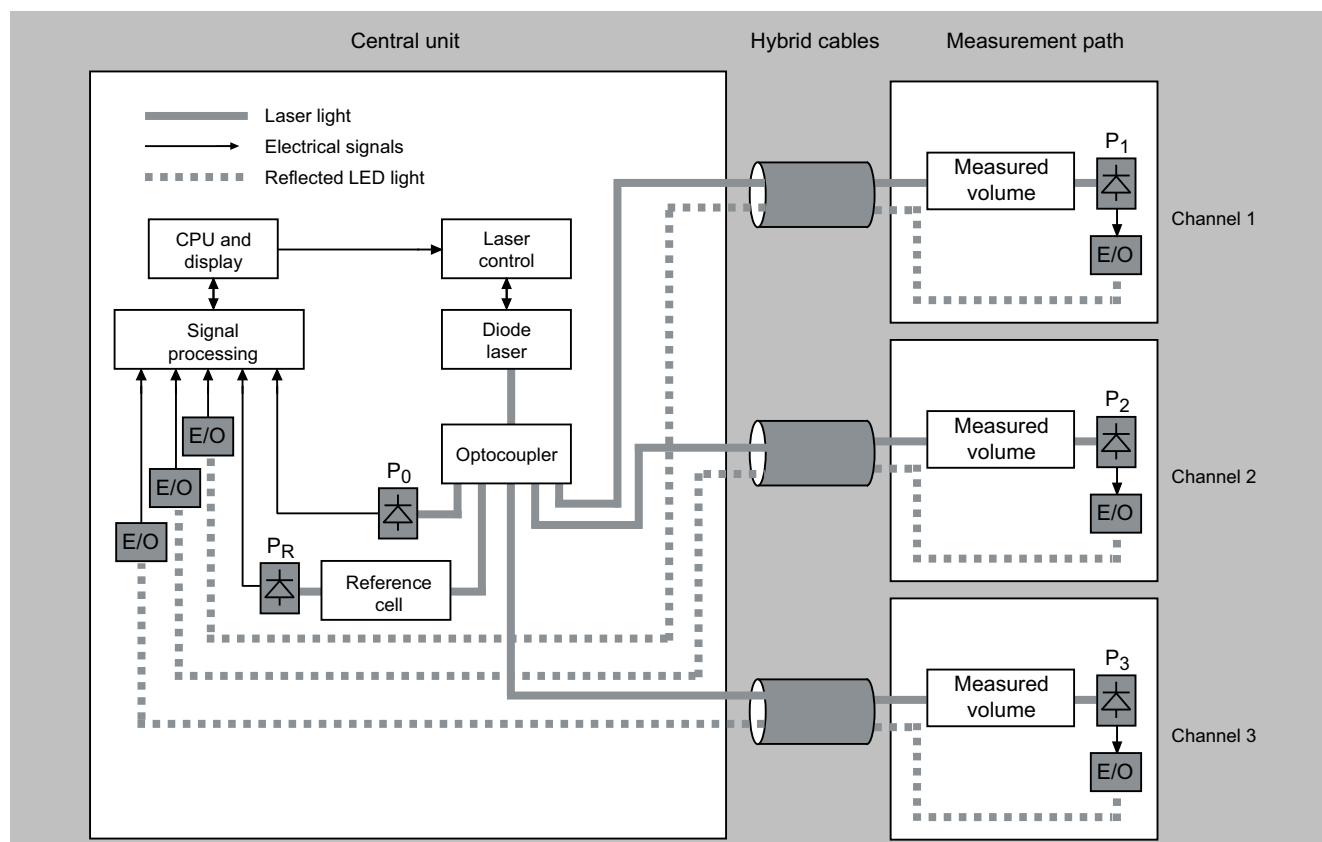 Central unit
Hybrid cables
Measurement path
Laser light
Electrical signals
Reflected LED light
CPU and
display
Laser
control
Signal
processing
Diode
laser
Optocoupler
E/O
E/O
E/O
P0
PR
Reference
cell
Measured
volume
P1
E/O
Channel 1
Measured
volume
P2
E/O
Channel 2
Measured
volume
P3
E/O
Channel 3